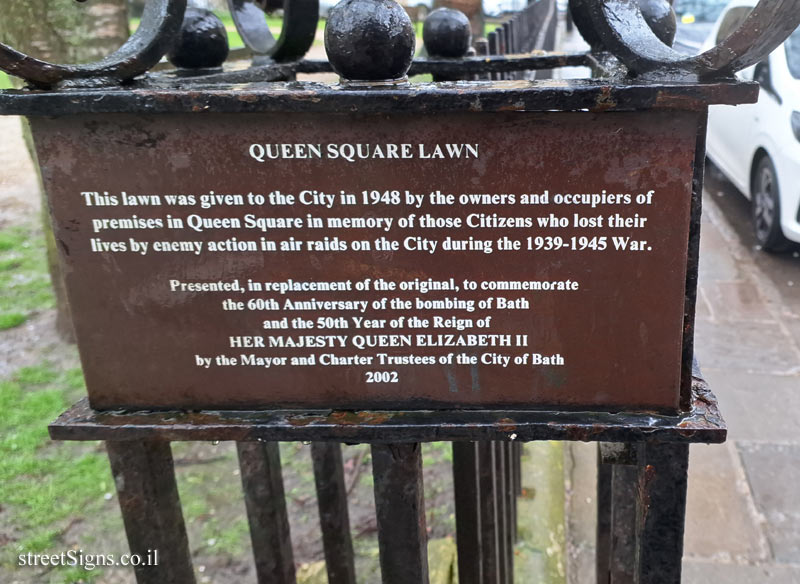 QUEEN SQUARE LAWN
This lawn was given to the City in 1948 by the owners and occupiers of
premises in Queen Square in memory of those Citizens who lost their
lives by enemy action in air raids on the City during the 1939-1945 War.
Presented, in replacement of the original, to commemorate
the 60th Anniversary of the bombing of Bath
and the 50th Year of the Reign of
HER MAJESTY QUEEN ELIZABETH II
by the Mayor and Charter Trustees of the City of Bath
2002
streetSigns.co.il